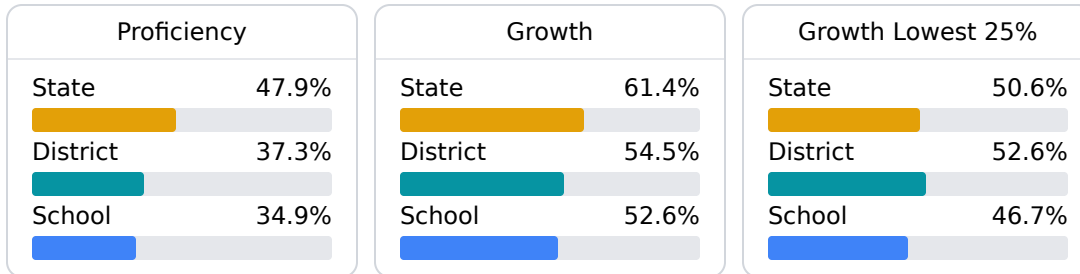 Proficiency
State 47.9%
District 37.3%
School 34.9%
Growth
State 61.4%
District 54.5%
School 52.6%
Growth Lowest 25%
State 50.6%
District 52.6%
School 46.7%